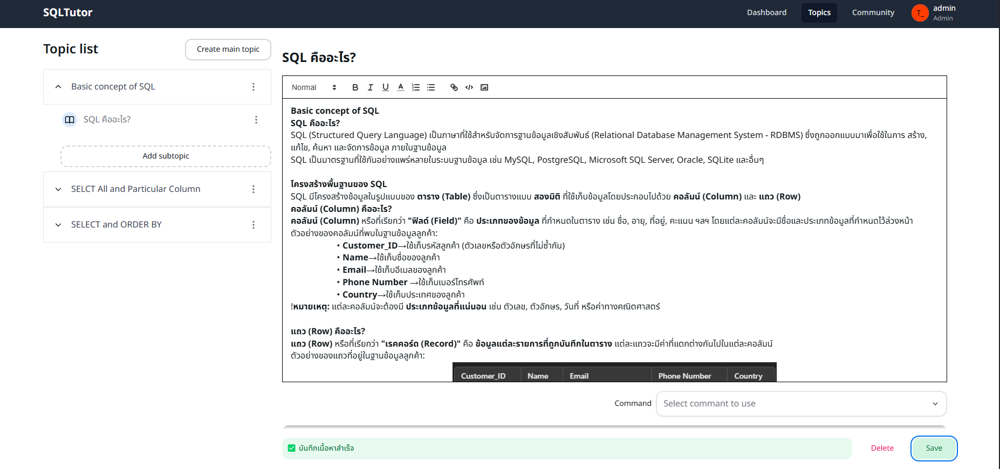 SQLTutor
Dashboard
Topics
Community
T_
admin
Admin
Topic list
Create main topic
Basic concept of SQL
SQL คืออะไร?
Add subtopic
SELCT All and Particular Column
SELECT and ORDER BY
SQL คืออะไร?
Normal
Basic concept of SQL
SQL คืออะไร?
SQL (Structured Query Language) เป็นภาษาที่ใช้สำหรับจัดการฐานข้อมูลเชิงสัมพันธ์ (Relational Database Management System - RDBMS) ซึ่งถูกออกแบบมาเพื่อใช้ในการ สร้าง,
แก้ไข, ค้นหา และจัดการข้อมูล ภายในฐานข้อมูล
SQL เป็นมาตรฐานที่ใช้กันอย่างแพร่หลายในระบบฐานข้อมูล เช่น MySQL, PostgreSQL, Microsoft SQL Server, Oracle, SQLite และอื่นๆ
โครงสร้างพื้นฐานของ SQL
SQL มีโครงสร้างข้อมูลในรูปแบบของ ตาราง (Table) ซึ่งเป็นตารางแบบ สองมิติ ที่ใช้เก็บข้อมูลโดยประกอบไปด้วย คอลัมน์ (Column) และ แถว (Row)
คอลัมน์ (Column) คืออะไร?
คอลัมน์ (Column) หรือที่เรียกว่า "ฟิลด์ (Field)" คือ ประเภทของข้อมูล ที่กำหนดในตาราง เช่น ชื่อ, อายุ, ที่อยู่, คะแนน ฯลฯ โดยแต่ละคอลัมน์จะมีชื่อและประเภทข้อมูลที่กำหนดไว้ล่วงหน้า
ตัวอย่างของคอลัมน์ที่พบในฐานข้อมูลลูกค้า:
• Customer_ID→ใช้เก็บรหัสลูกค้า (ตัวเลขหรือตัวอักษรที่ไม่ซ้ำกัน)
• Name→ใช้เก็บชื่อของลูกค้า
• Email→ใช้เก็บอีเมลของลูกค้า
• Phone Number →ใช้เก็บเบอร์โทรศัพท์
• Country→ใช้เก็บประเทศของลูกค้า
!หมายเหตุ: แต่ละคอลัมน์จะต้องมี ประเภทข้อมูลที่แน่นอน เช่น ตัวเลข, ตัวอักษร, วันที่ หรือค่าทางคณิตศาสตร์
แถว (Row) คืออะไร?
แถว (Row) หรือที่เรียกว่า "เรคคอร์ด (Record)" คือ ข้อมูลแต่ละรายการที่ถูกบันทึกในตาราง แต่ละแถวจะมีค่าที่แตกต่างกันไปในแต่ละคอลัมน์
ตัวอย่างของแถวที่อยู่ในฐานข้อมูลลูกค้า:
Customer_ID Name Email Phone Number Country
Command
Select commant to use
บันทึกเนื้อหาสำเร็จ
Delete
Save